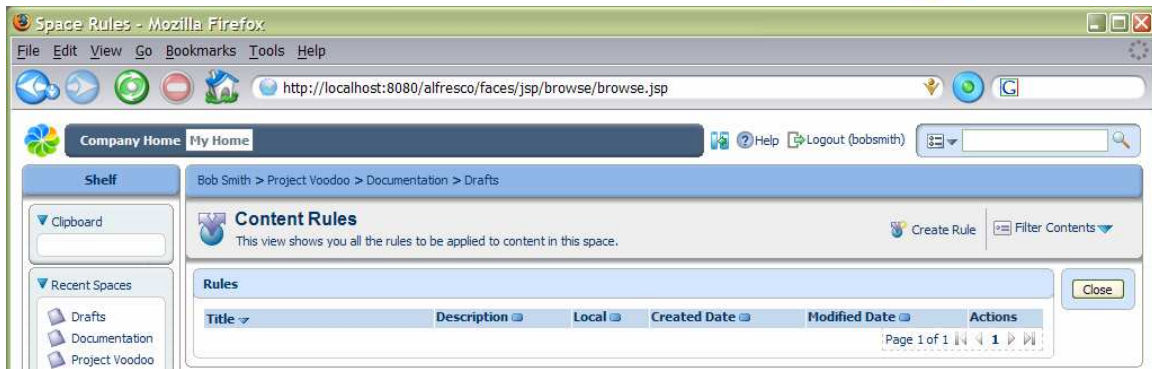 Space Rules - Mozilla Firefox
File Edit View Go Bookmarks Tools Help
http://localhost:8080/alfresco/faces/jsp/browse/browse.jsp
G
Company Home My Home
Help Logout (bobsmith)
Shelf
Bob Smith > Project Voodoo > Documentation > Drafts
Clipboard
Content Rules
This view shows you all the rules to be applied to content in this space.
Create Rule
Filter Contents
Recent Spaces
Rules
Close
Drafts
Title Description Local Created Date Modified Date Actions
Documentation
Page 1 of 1 1
Project Voodoo